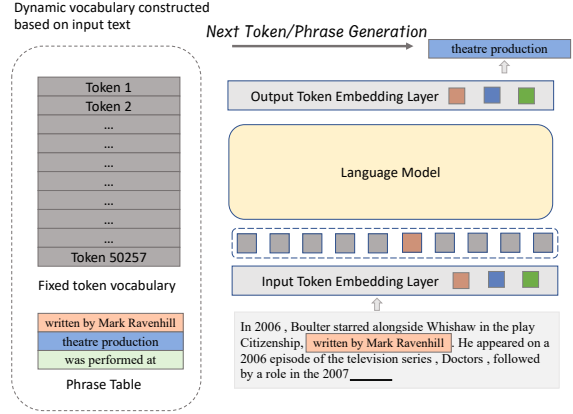 Dynamic vocabulary constructed
based on input text
Token 1
Token 2
...
...
...
...
...
...
...
Token 50257
Fixed token vocabulary
written by Mark Ravenhill
theatre production
was performed at
Phrase Table
Next Token/Phrase Generation
theatre production
Output Token Embedding Layer
Language Model
Input Token Embedding Layer
In 2006 , Boulter starred alongside Whishaw in the play
Citizenship, written by Mark Ravenhill . He appeared on a
2006 episode of the television series , Doctors , followed
by a role in the 2007